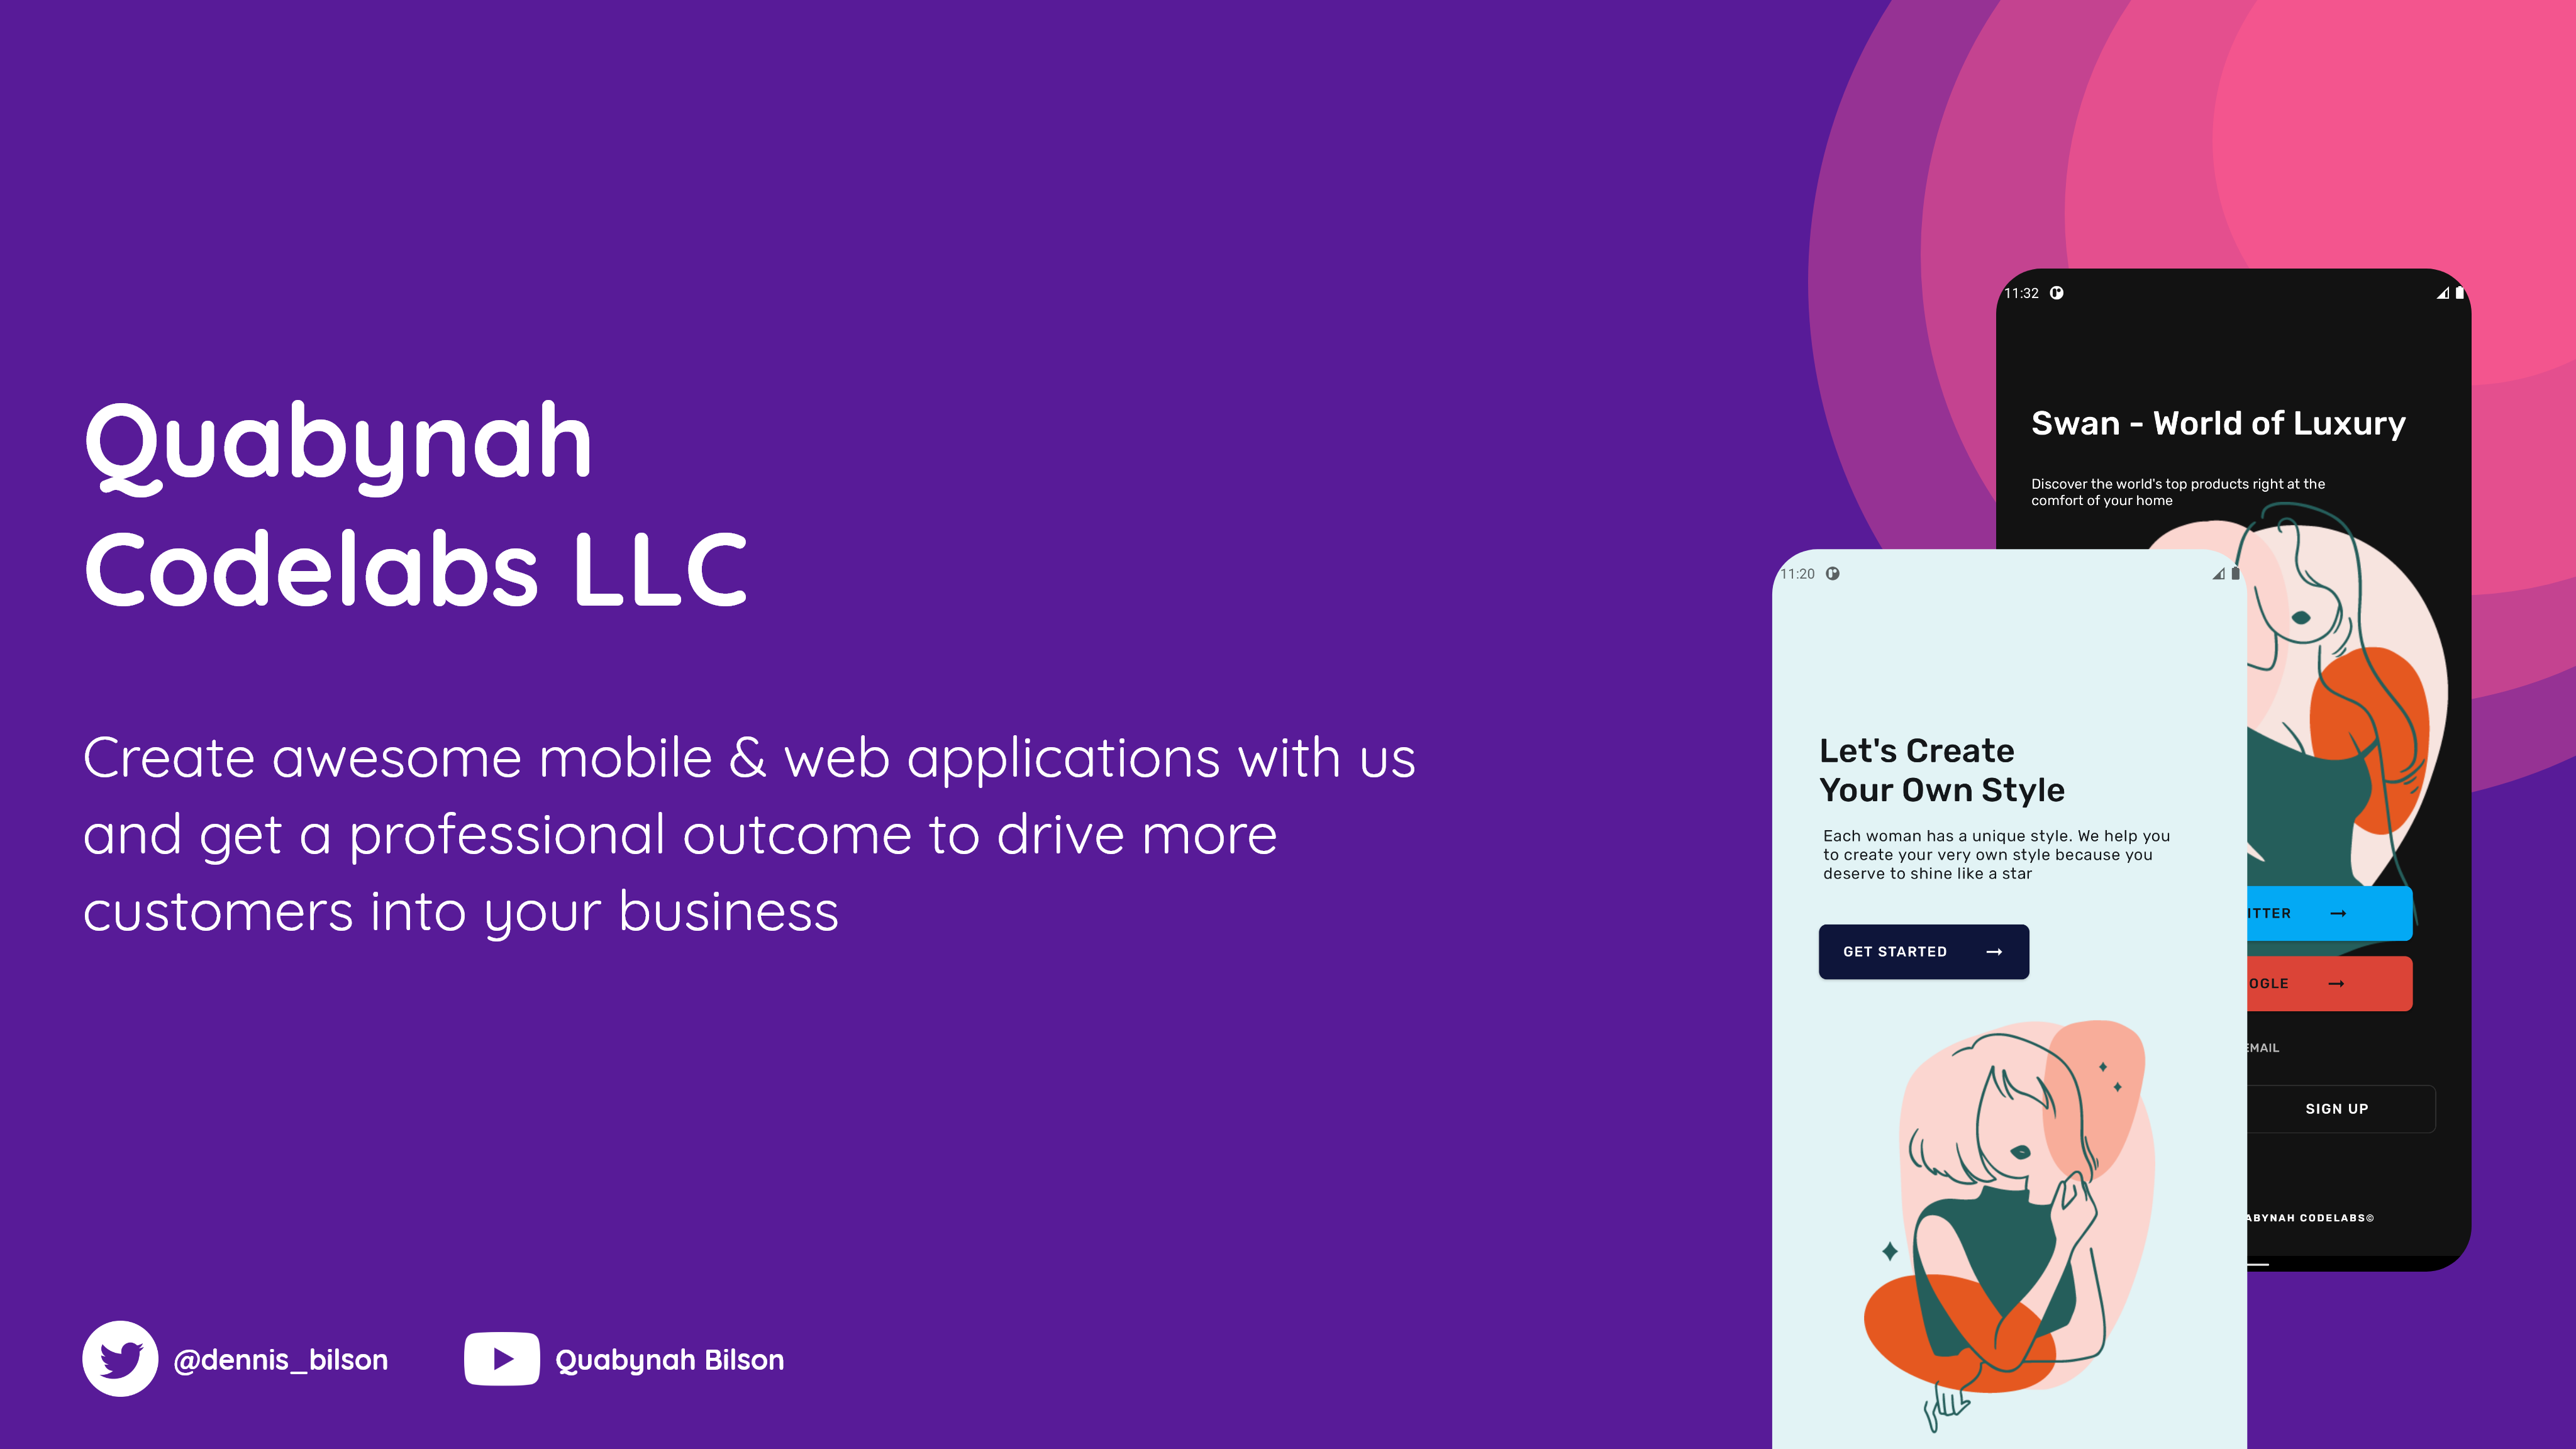 Quabynah
Codelabs LLC
Create awesome mobile & web applications with us
and get a professional outcome to drive more
customers into your business
@dennis_bilson
Quabynah Bilson
11:32
Swan - World of Luxury
Discover the world's top products right at the
comfort of your home
ITTER
OGLE
EMAIL
SIGN UP
ABYNAH CODELABS©
11:20
Let's Create
Your Own Style
Each woman has a unique style. We help you
to create your very own style because you
deserve to shine like a star
GET STARTED